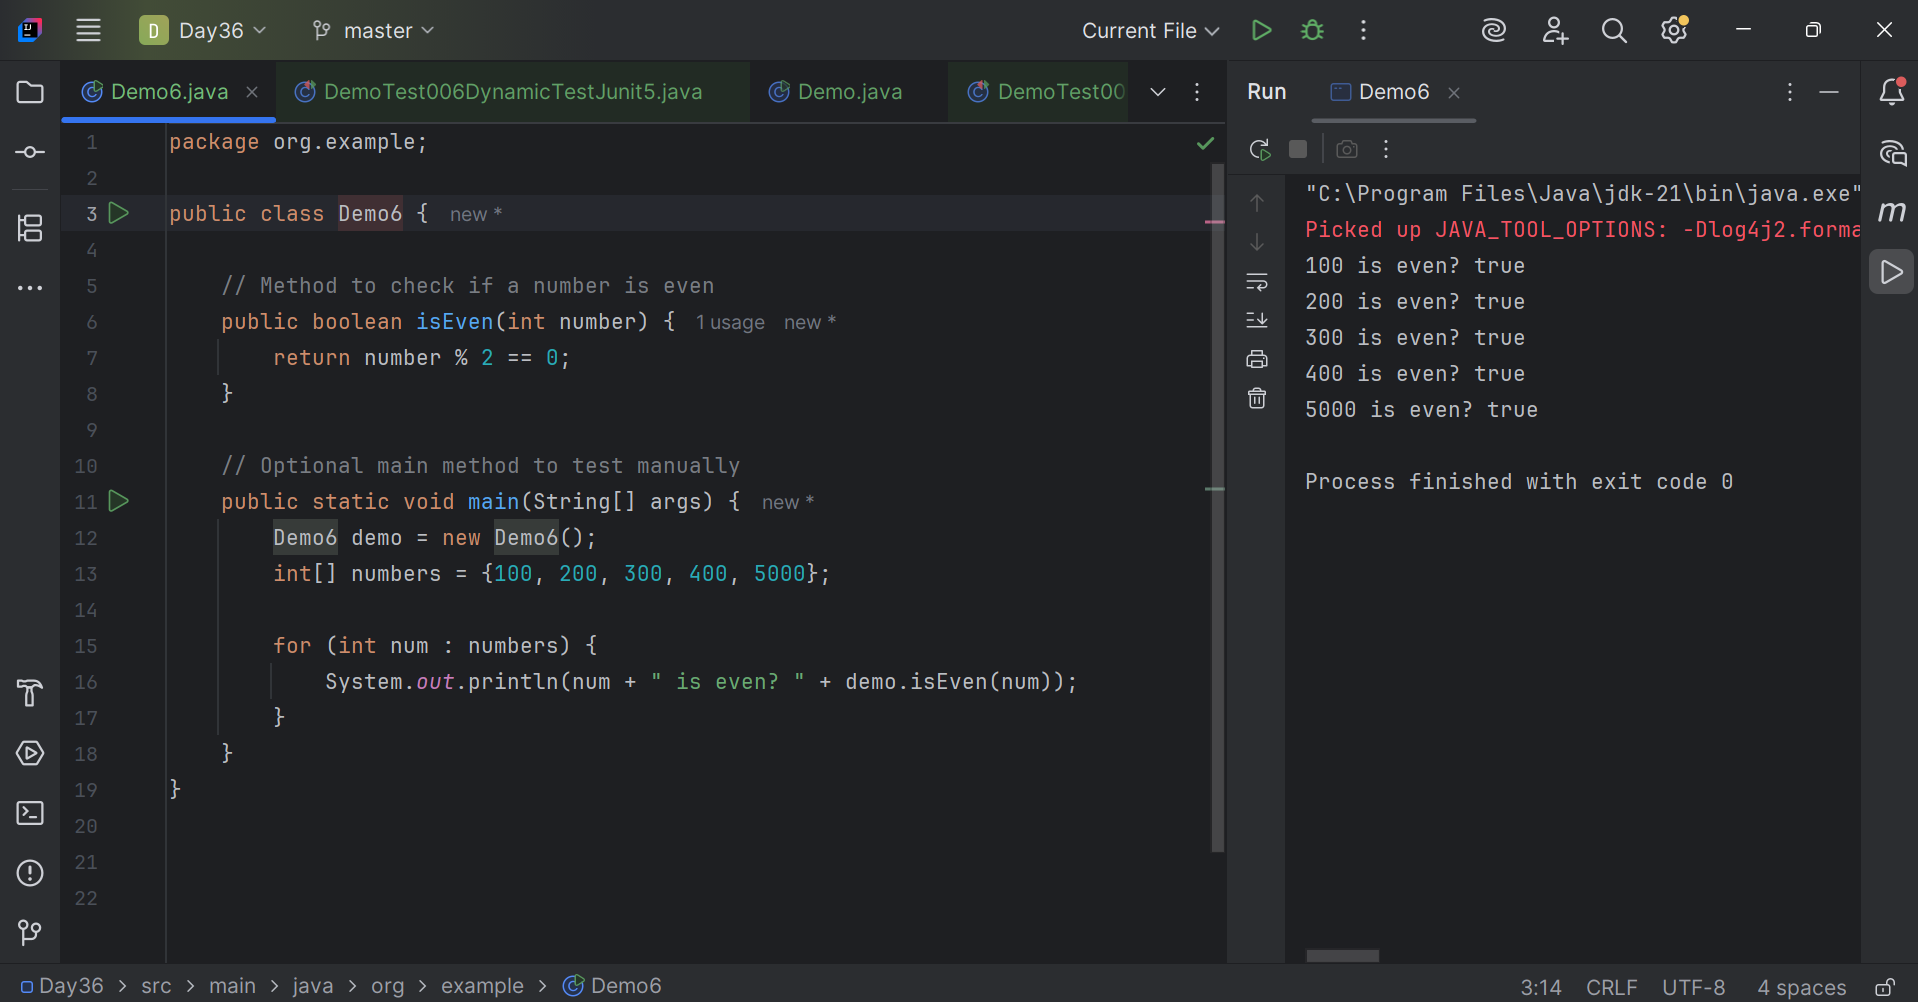 D Day36 master Current File
Demo6.java DemoTest006DynamicTestJunit5.java Demo.java DemoTest00
Run Demo6
1 package org.example;
2
3 public class Demo6 { new *
4
5 // Method to check if a number is even
6 public boolean isEven(int number) { 1 usage new *
7 return number % 2 == 0;
8 }
9
10 // Optional main method to test manually
11 public static void main(String[] args) { new *
12 Demo6 demo = new Demo6();
13 int[] numbers = {100, 200, 300, 400, 5000};
14
15 for (int num : numbers) {
16 System.out.println(num + " is even? " + demo.isEven(num));
17 }
18 }
19 }
20
21
22
"C:\Program Files\Java\jdk-21\bin\java.exe"
Picked up JAVA_TOOL_OPTIONS: -Dlog4j2.forma
100 is even? true
200 is even? true
300 is even? true
400 is even? true
5000 is even? true
Process finished with exit code 0
m
Day36 > src > main > java > org > example > Demo6
3:14 CRLF UTF-8 4 spaces